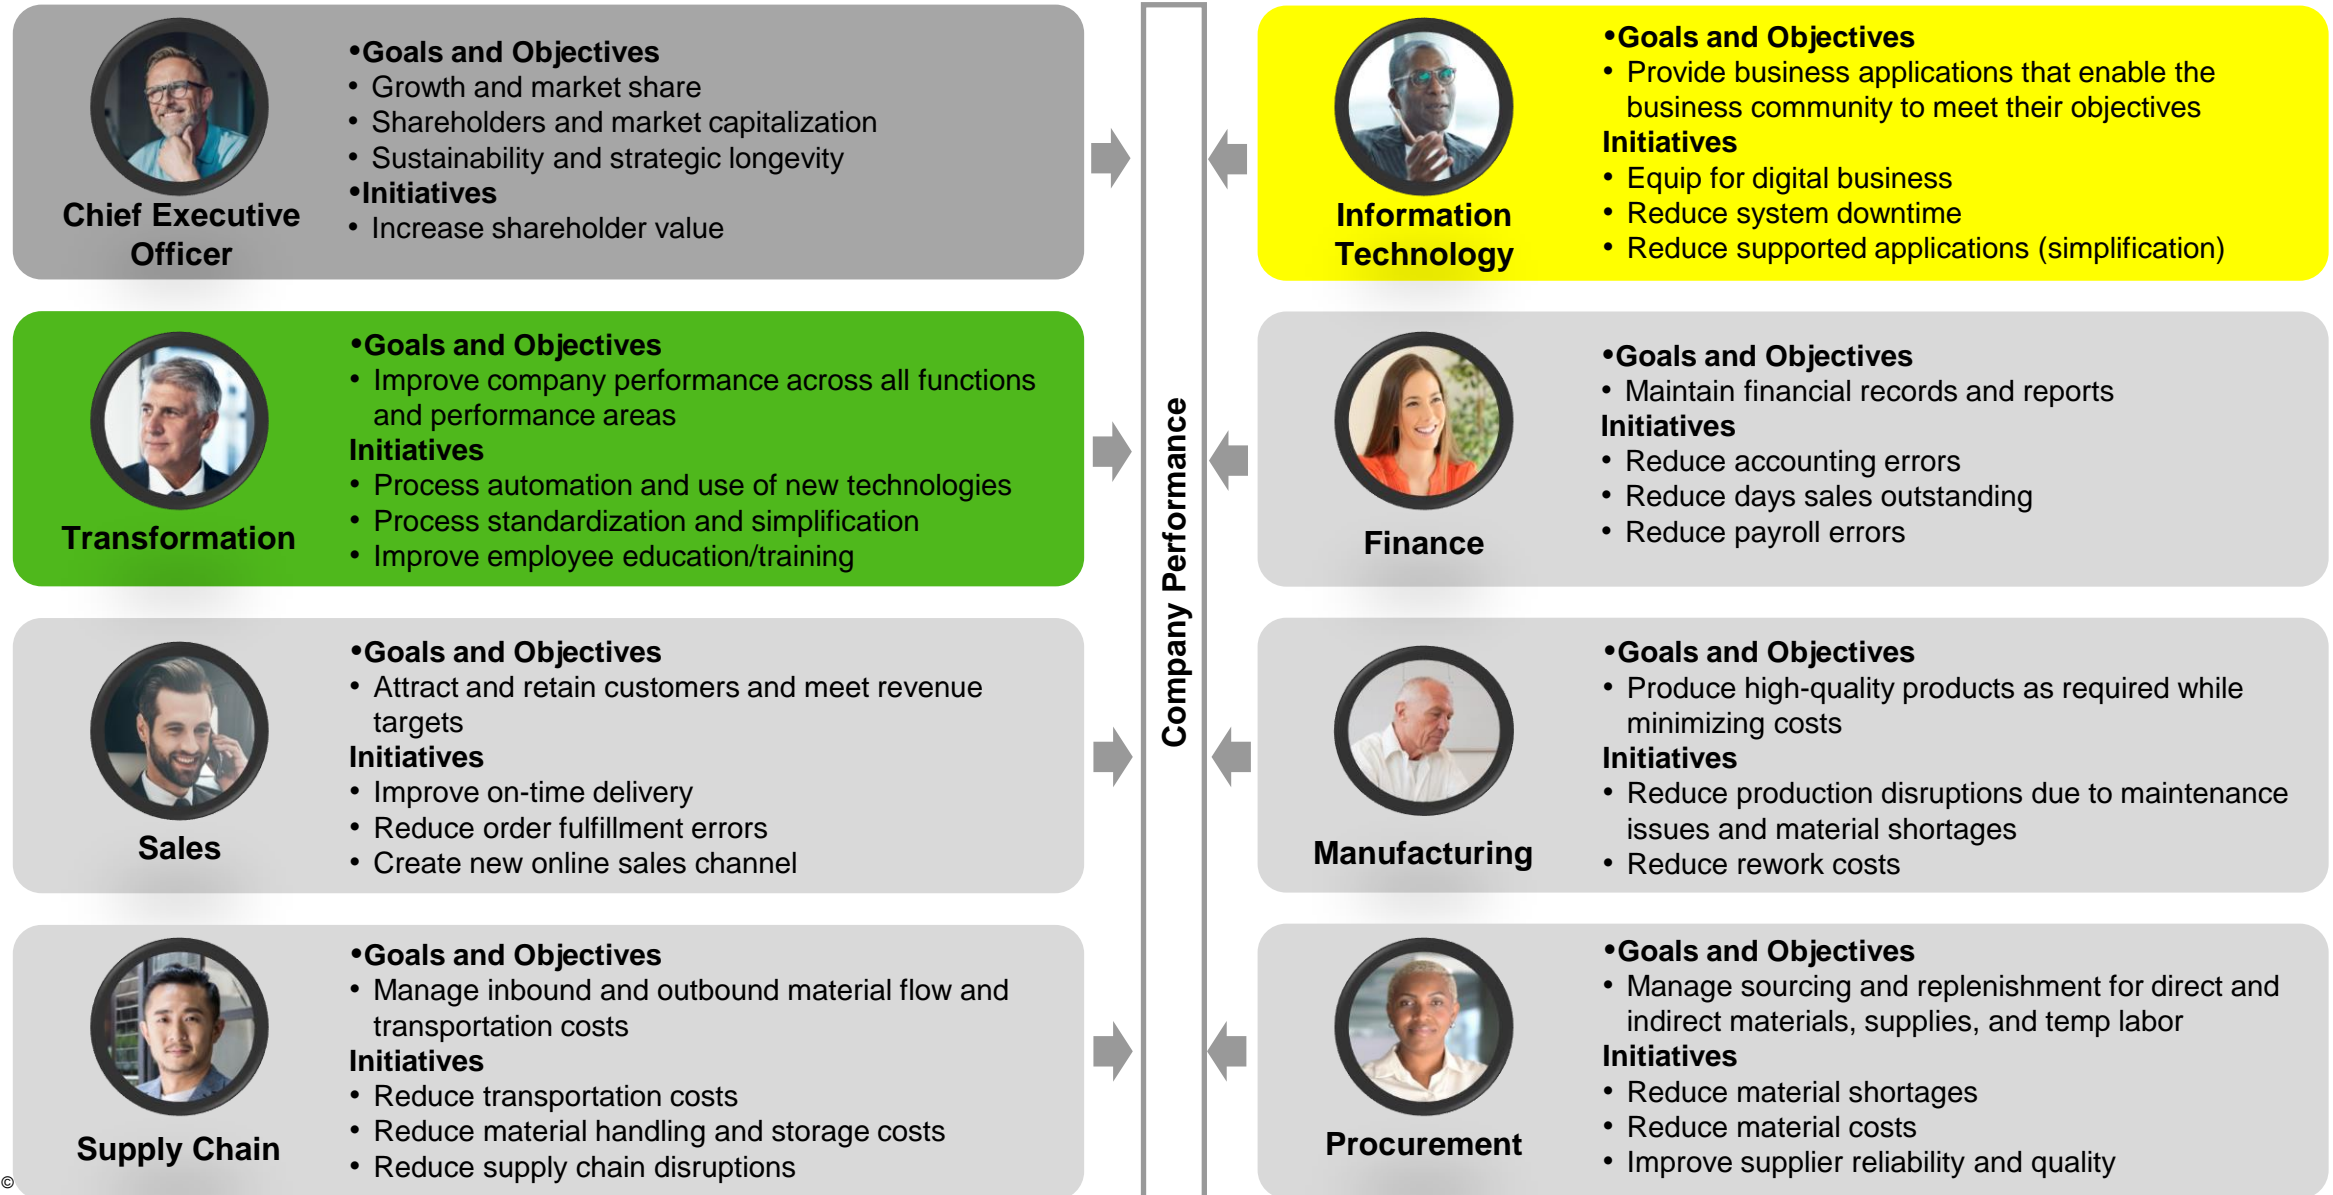 •Goals and Objectives
• Growth and market share
• Shareholders and market capitalization
• Sustainability and strategic longevity
•Initiatives
• Increase shareholder value
Chief Executive
Officer
•Goals and Objectives
• Provide business applications that enable the
business community to meet their objectives
Initiatives
• Equip for digital business
• Reduce system downtime
• Reduce supported applications (simplification)
Information
Technology
•Goals and Objectives
• Improve company performance across all functions
and performance areas
Initiatives
• Process automation and use of new technologies
• Process standardization and simplification
• Improve employee education/training
Transformation
•Goals and Objectives
• Maintain financial records and reports
Initiatives
• Reduce accounting errors
• Reduce days sales outstanding
• Reduce payroll errors
Finance
Company Performance
•Goals and Objectives
• Attract and retain customers and meet revenue
targets
Initiatives
• Improve on-time delivery
• Reduce order fulfillment errors
• Create new online sales channel
Sales
•Goals and Objectives
• Produce high-quality products as required while
minimizing costs
Initiatives
• Reduce production disruptions due to maintenance
issues and material shortages
• Reduce rework costs
Manufacturing
•Goals and Objectives
• Manage inbound and outbound material flow and
transportation costs
Initiatives
• Reduce transportation costs
• Reduce material handling and storage costs
• Reduce supply chain disruptions
Supply Chain
•Goals and Objectives
• Manage sourcing and replenishment for direct and
indirect materials, supplies, and temp labor
Initiatives
• Reduce material shortages
• Reduce material costs
• Improve supplier reliability and quality
Procurement
©